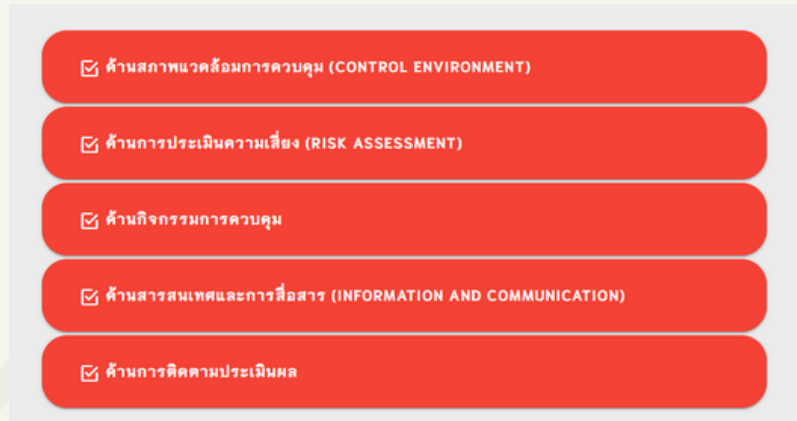 ด้านสภาพแวดล้อมการควบคุม (CONTROL ENVIRONMENT)
ด้านการประเมินความเสี่ยง (RISK ASSESSMENT)
ด้านกิจกรรมการควบคุม
ด้านสารสนเทศและการสื่อสาร (INFORMATION AND COMMUNICATION)
ด้านการติดตามประเมินผล